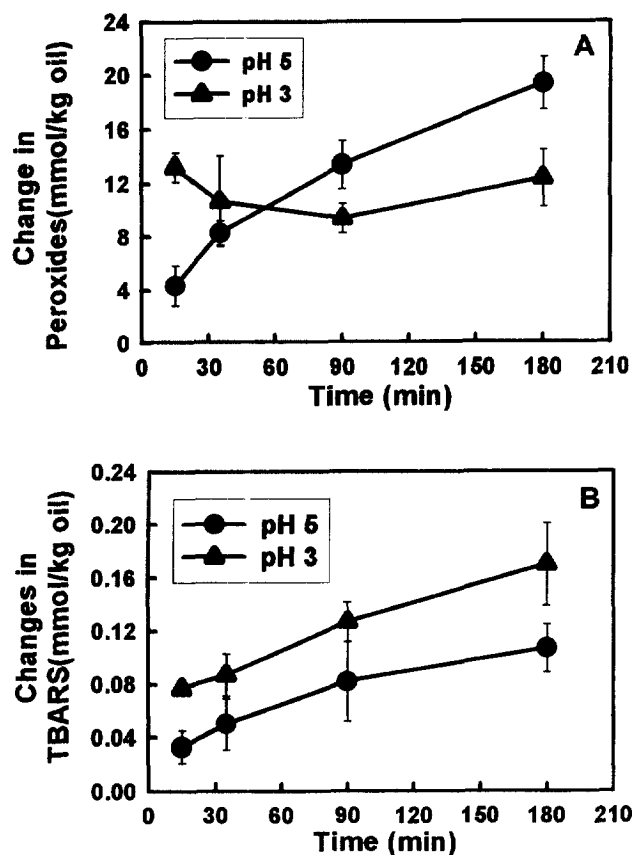 24
20
16
12
8
4
0
Change in
Peroxides(mmol/kg oil)
pH 5
pH 3
A
0 30 60 90 120 150 180 210
Time (min)
0.24
0.20
0.16
0.12
0.08
0.04
0.00
Changes in
TBARS(mmol/kg oil)
pH 5
pH 3
B
0 30 60 90 120 150 180 210
Time (min)